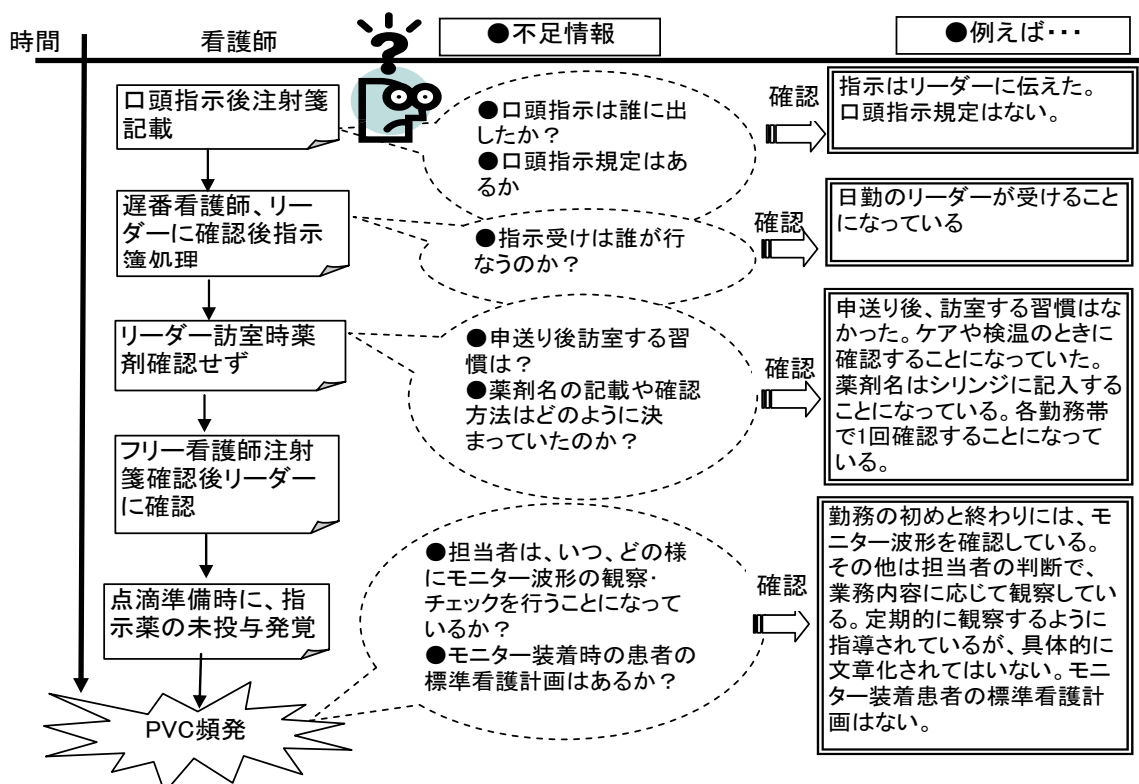 時間
看護師
●不足情報
●例えば・・・
?
口頭指示後注射箋
記載
●口頭指示は誰に出
したか？
●口頭指示規定はあ
るか
確認
指示はリーダーに伝えた。
口頭指示規定はない。
遅番看護師、リー
ダーに確認後指示
簿処理
●指示受けは誰が行
なうのか？
確認
日勤のリーダーが受けること
になっている
リーダー訪室時薬
剤確認せず
●申送り後訪室する習
慣は？
●薬剤名の記載や確認
方法はどのように決
まっていたのか？
確認
申送り後、訪室する習慣はな
かった。ケアや検温のときに
確認することになっていた。
薬剤名はシリンジに記入する
ことになっている。各勤務帯
で1回確認することになって
いる。
フリー看護師注射
箋確認後リーダー
に確認
点滴準備時に、指
示薬の未投与発覚
●担当者は、いつ、どの様
にモニター波形の観察・
チェックを行うことになって
いるか？
●モニター装着時の患者の
標準看護計画はあるか？
確認
勤務の初めと終わりには、モ
ニター波形を確認している。
その他は担当者の判断で、
業務内容に応じて観察してい
る。定期的に観察するように
指導されているが、具体的に
文章化されてはいない。モニ
ター装着患者の標準看護計
画はない。
PVC頻発